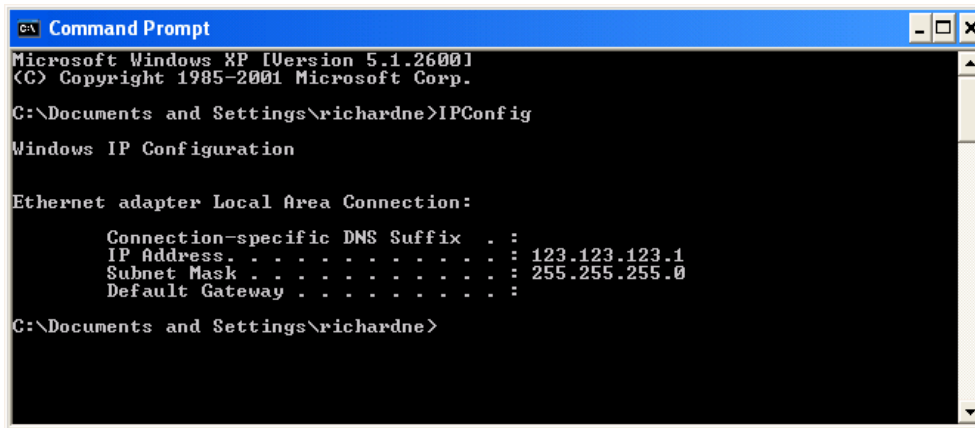 Command Prompt
Microsoft Windows XP [Version 5.1.2600]
(C) Copyright 1985-2001 Microsoft Corp.
C:\Documents and Settings\richardne>IPConfig
Windows IP Configuration
Ethernet adapter Local Area Connection:
Connection-specific DNS Suffix  . :
IP Address. . . . . . . . . . . . : 123.123.123.1
Subnet Mask . . . . . . . . . . . : 255.255.255.0
Default Gateway . . . . . . . . . :
C:\Documents and Settings\richardne>